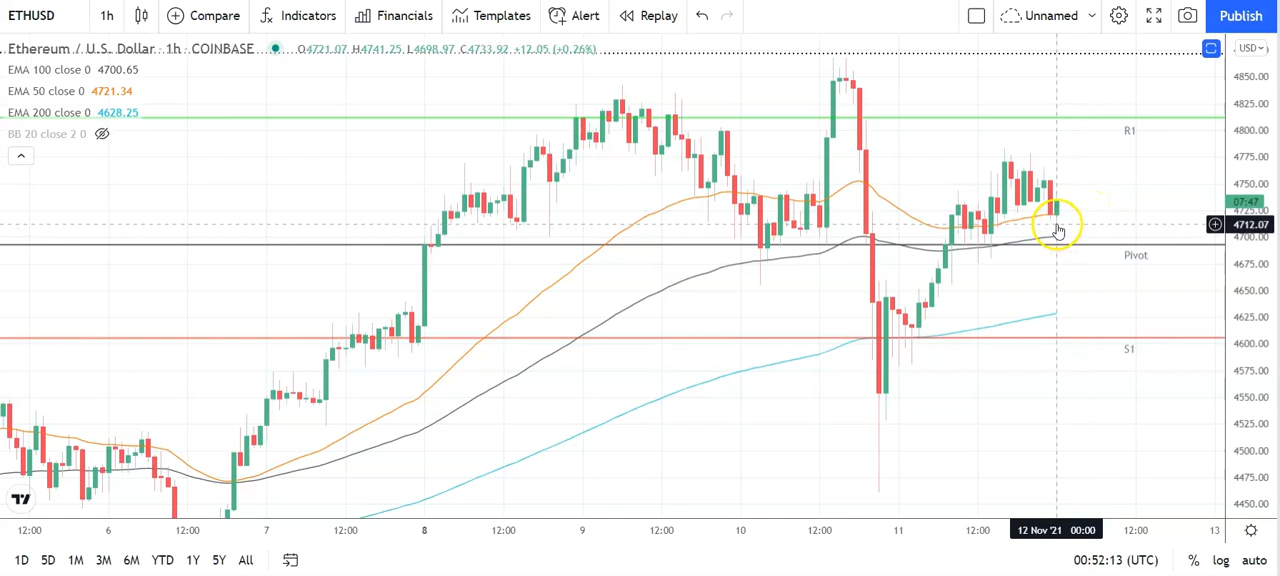 ETHUSD 1h Compare Indicators Financials Templates Alert Replay Unnamed Publish
Ethereum / U.S. Dollar · 1h · COINBASE O4721.07 H4741.25 L4698.97 C4733.92 +12.05 (+0.26%) USD
EMA 100 close 0 4700.65
EMA 50 close 0 4721.34
EMA 200 close 0 4628.25
BB 20 close 2 0
R1
Pivot
S1
4850.00
4825.00
4800.00
4775.00
4750.00
07:47
4725.00
4712.07
4700.00
4675.00
4650.00
4625.00
4600.00
4575.00
4550.00
4525.00
4500.00
4475.00
4450.00
12:00 6 12:00 7 12:00 8 12:00 9 12:00 10 12:00 11 12:00 12 Nov '21 00:00 12:00 13
1D 5D 1M 3M 6M YTD 1Y 5Y All 00:52:13 (UTC) % log auto